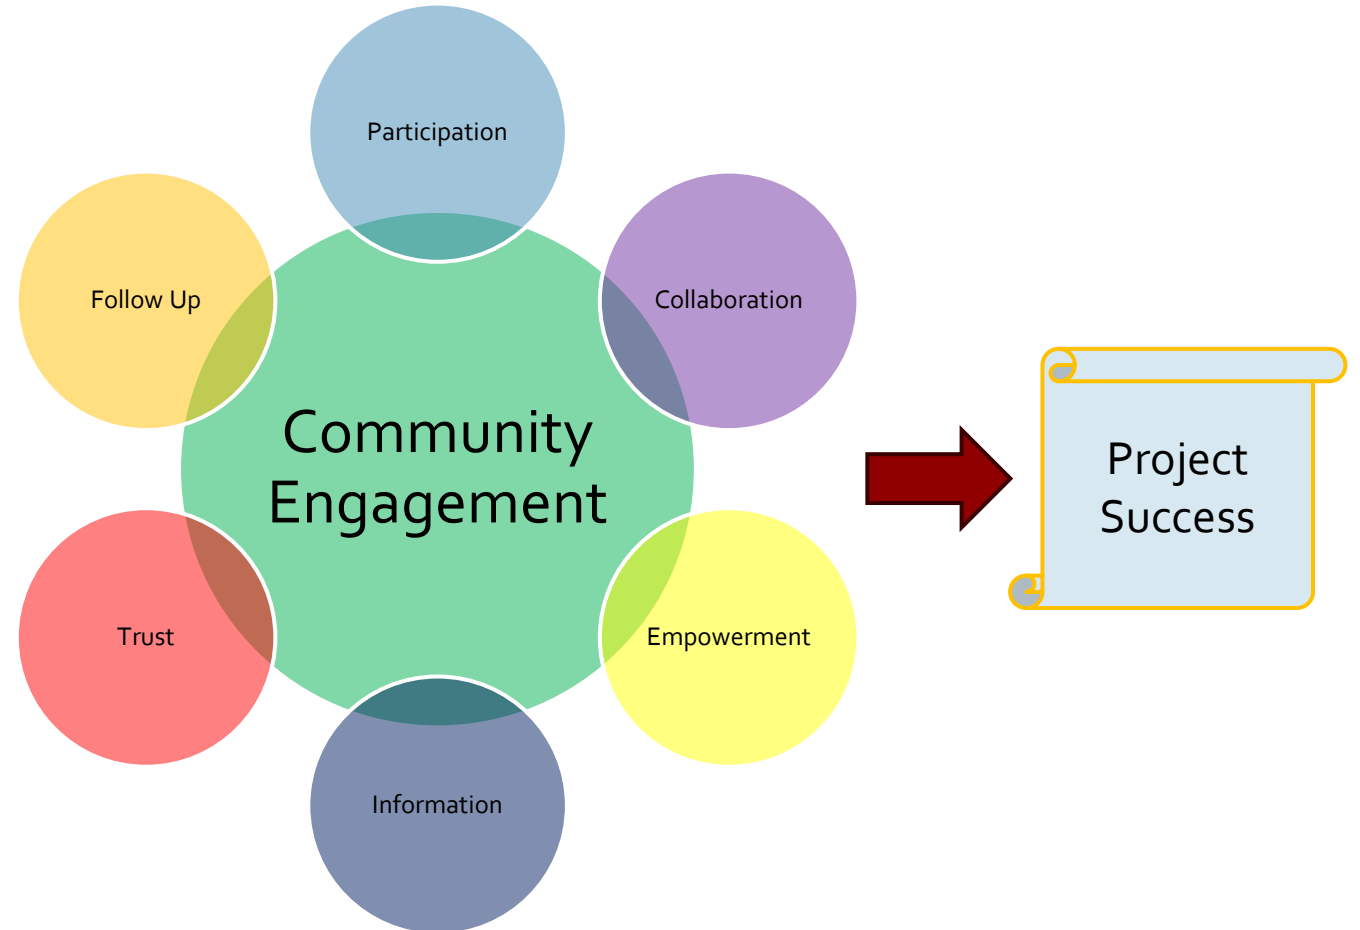 Participation
Follow Up
Collaboration
Community
Engagement
Project
Success
Trust
Empowerment
Information